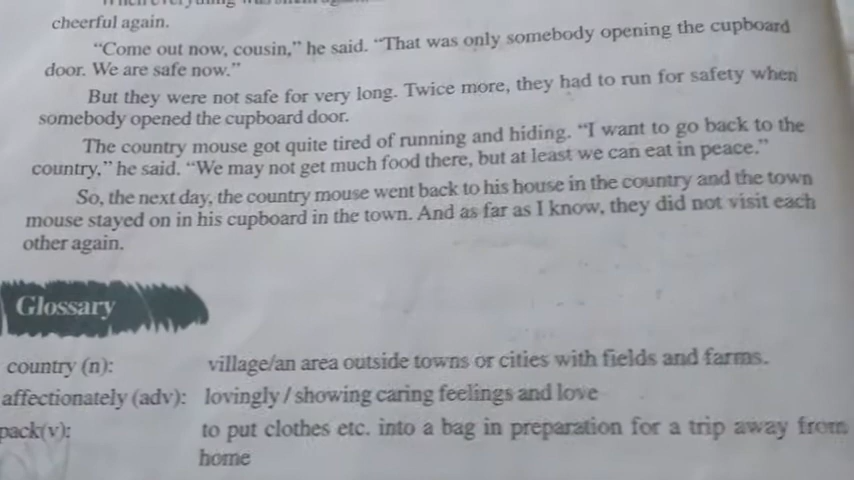 cheerful again.
“Come out now, cousin,” he said. “That was only somebody opening the cupboard
door. We are safe now.”
But they were not safe for very long. Twice more, they had to run for safety when
somebody opened the cupboard door.
The country mouse got quite tired of running and hiding. “I want to go back to the
country,” he said. “We may not get much food there, but at least we can eat in peace.”
So, the next day, the country mouse went back to his house in the country and the town
mouse stayed on in his cupboard in the town. And as far as I know, they did not visit each
other again.
Glossary
country (n): village/an area outside towns or cities with fields and farms.
affectionately (adv): lovingly / showing caring feelings and love
pack(v): to put clothes etc. into a bag in preparation for a trip away from
home